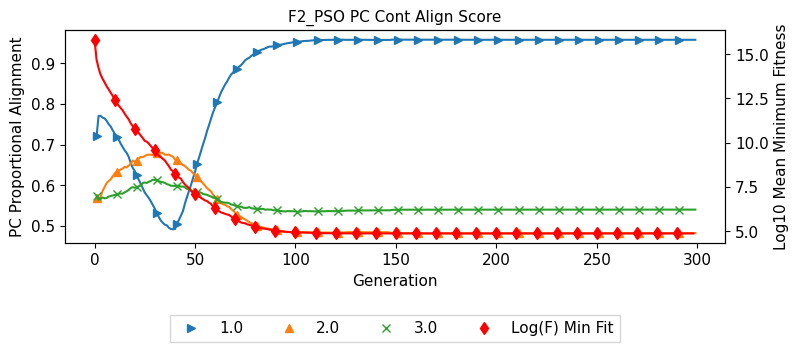 F2_PSO PC Cont Align Score
PC Proportional Alignment
0.9
0.8
0.7
0.6
0.5
15.0
12.5
10.0
7.5
5.0
Log10 Mean Minimum Fitness
0 50 100 150 200 250 300
Generation
1.0 2.0 3.0 Log(F) Min Fit